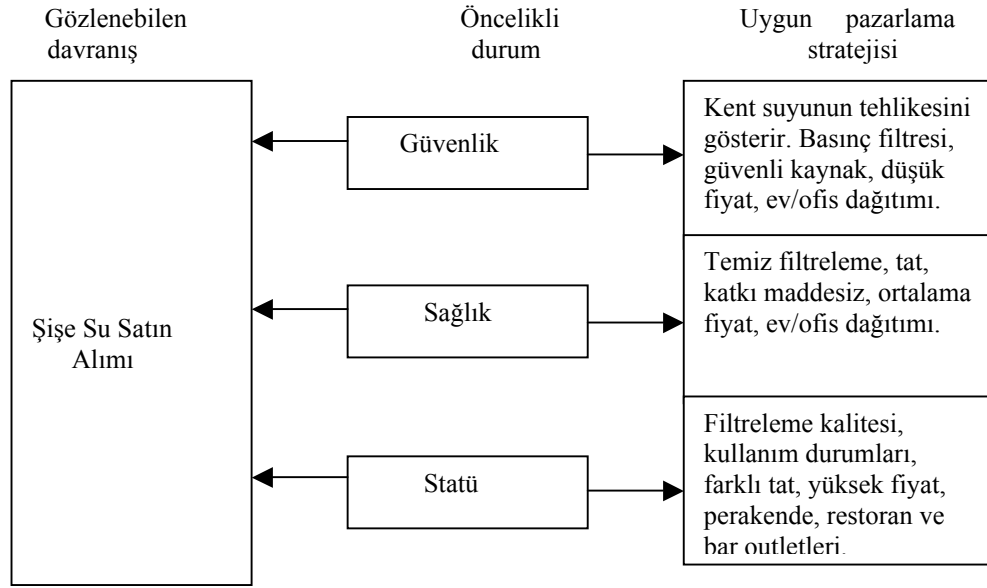 Gözlenebilen
davranış
Öncelikli
durum
Uygun pazarlama
stratejisi
Şişe Su Satın
Alımı
Güvenlik
Kent suyunun tehlikesini
gösterir. Basınç filtresi,
güvenli kaynak, düşük
fiyat, ev/ofis dağıtımı.
Sağlık
Temiz filtreleme, tat,
katkı maddesiz, ortalama
fiyat, ev/ofis dağıtımı.
Statü
Filtreleme kalitesi,
kullanım durumları,
farklı tat, yüksek fiyat,
perakende, restoran ve
bar outletleri.